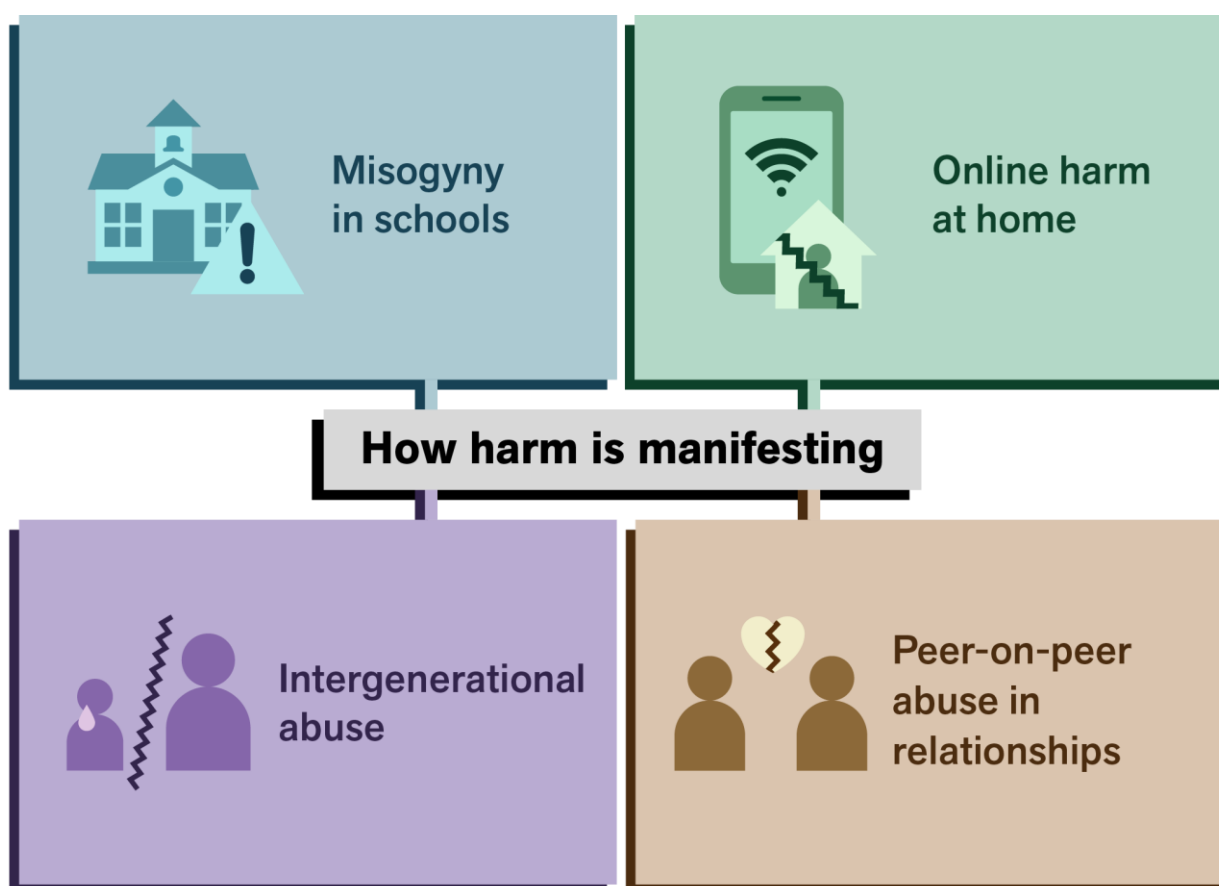 Misogyny
in schools
Online harm
at home
How harm is manifesting
Intergenerational
abuse
Peer-on-peer
abuse in
relationships